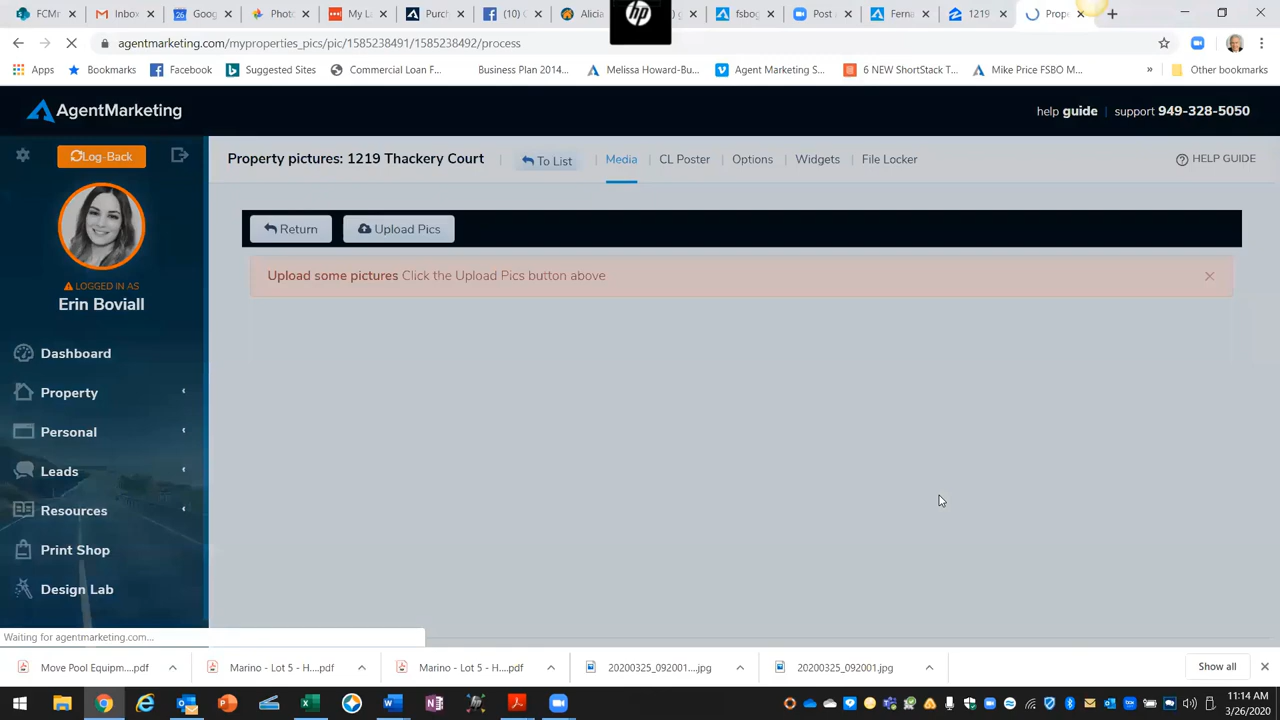 FCMr
Inbox
26 Goog
Photo
My La
Purch
(10) (
Alicia
) g
fsbog
Post
Ferna
1219
Prope
hp
agentmarketing.com/myproperties_pics/pic/1585238491/1585238492/process
Apps
Bookmarks
Facebook
Suggested Sites
Commercial Loan F...
Business Plan 2014...
Melissa Howard-Bu...
Agent Marketing S...
6 NEW ShortStack T...
Mike Price FSBO M...
»
Other bookmarks
AgentMarketing
help guide | support 949-328-5050
Log-Back
Property pictures: 1219 Thackery Court
To List
Media
CL Poster
Options
Widgets
File Locker
HELP GUIDE
Return
Upload Pics
Upload some pictures Click the Upload Pics button above
LOGGED IN AS
Erin Boviall
Dashboard
Property
Personal
Leads
Resources
Print Shop
Design Lab
Waiting for agentmarketing.com...
Move Pool Equipm....pdf
Marino - Lot 5 - H....pdf
Marino - Lot 5 - H....pdf
20200325_092001....jpg
20200325_092001.jpg
Show all
11:14 AM
3/26/2020